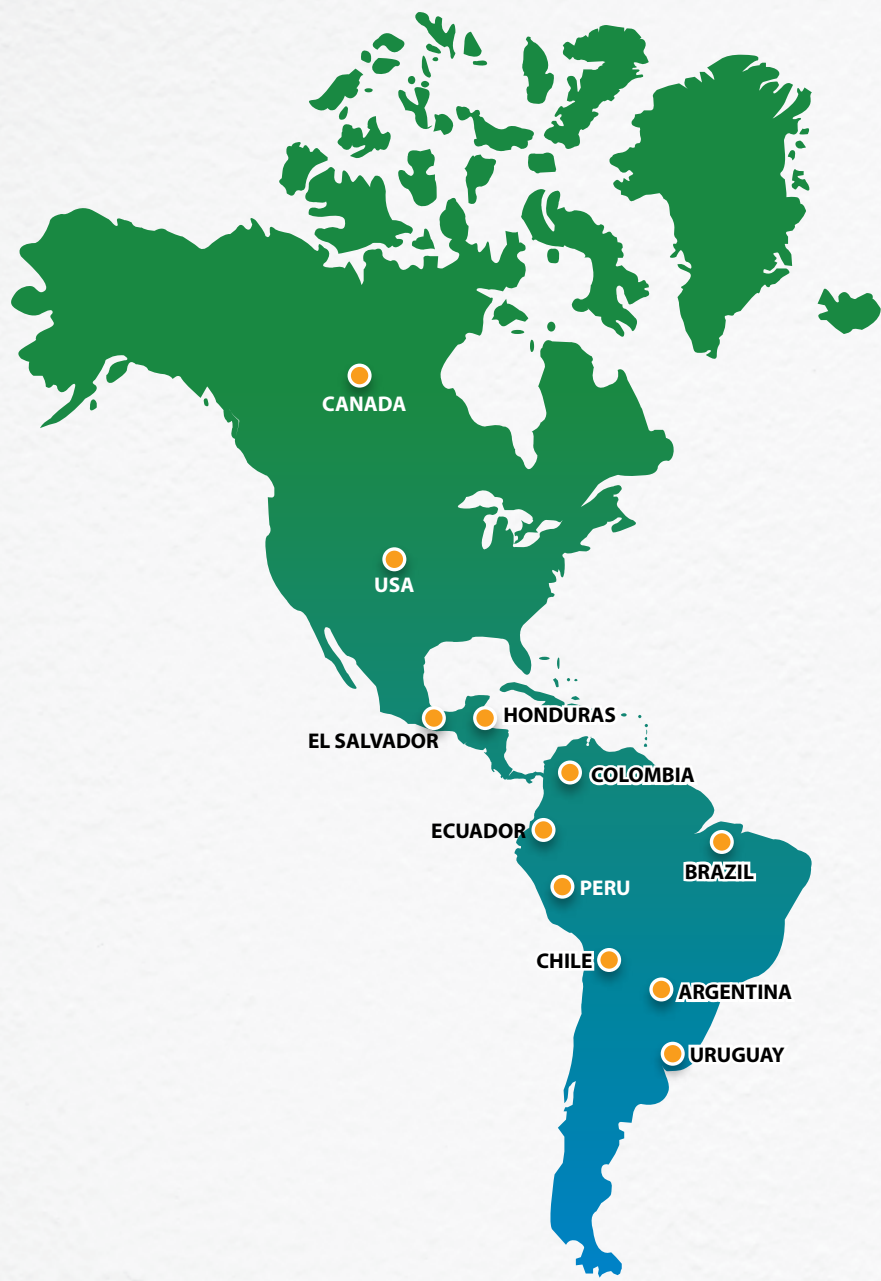 CANADA
USA
HONDURAS
EL SALVADOR
COLOMBIA
ECUADOR
BRAZIL
PERU
CHILE
ARGENTINA
URUGUAY